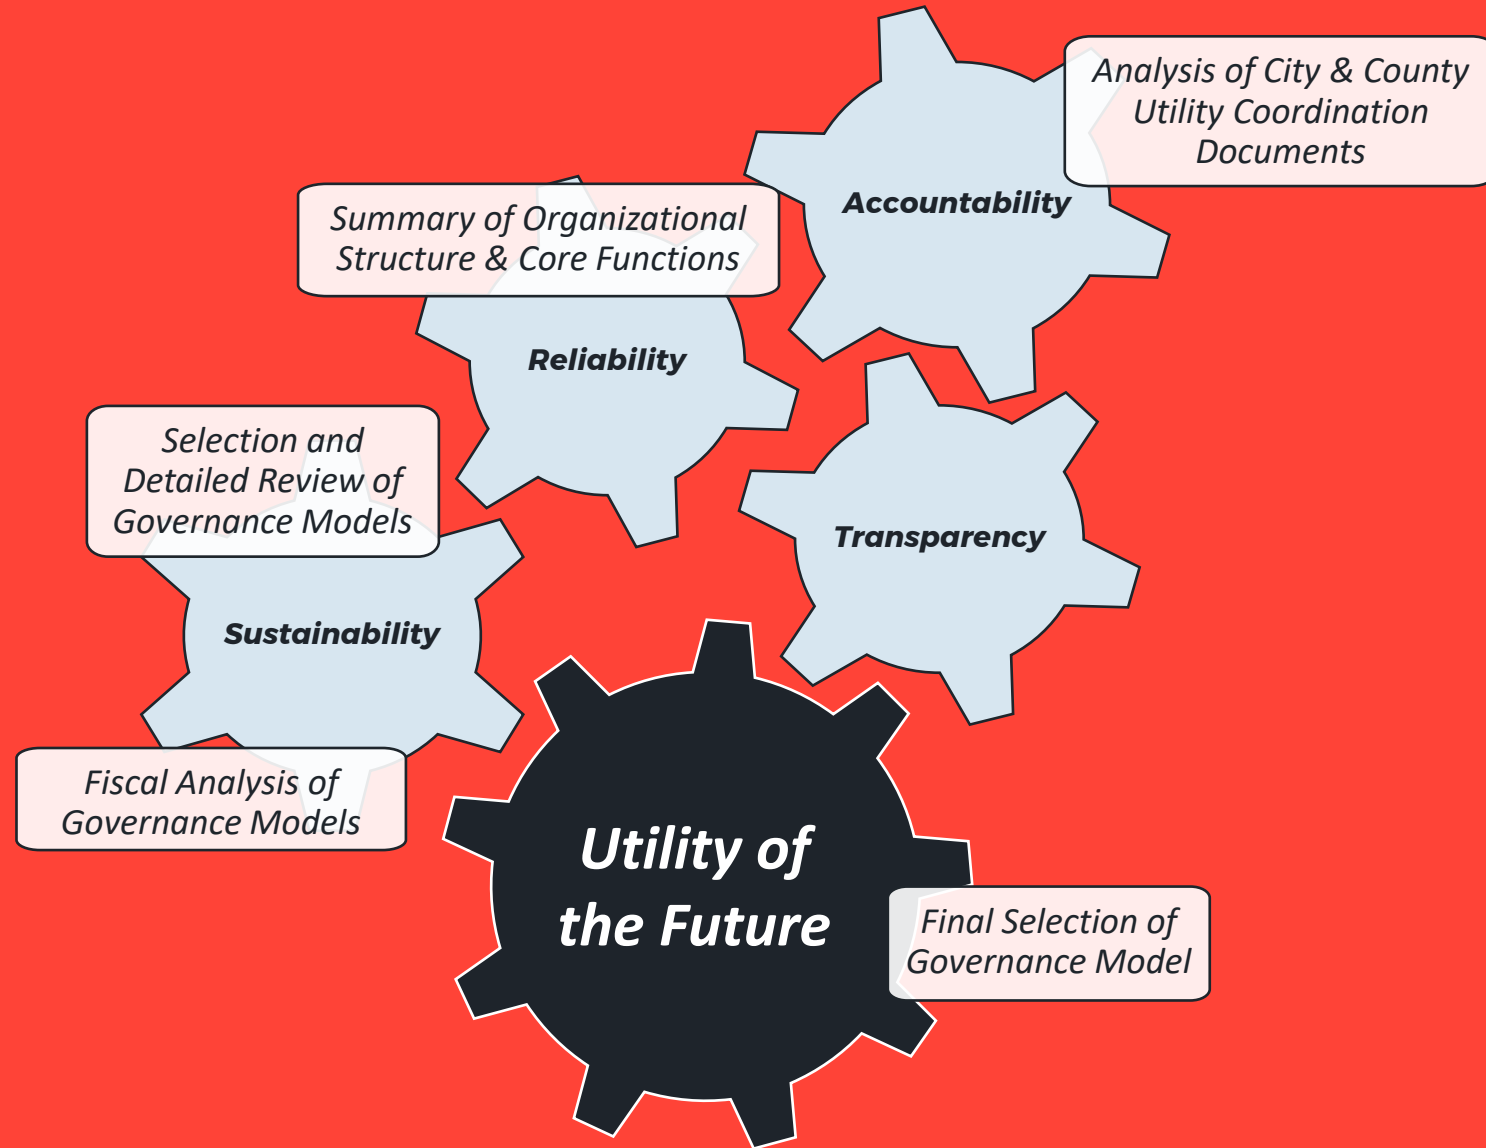 Analysis of City & County
Utility Coordination
Documents
Accountability
Summary of Organizational
Structure & Core Functions
Reliability
Selection and
Detailed Review of
Governance Models
Transparency
Sustainability
Fiscal Analysis of
Governance Models
Utility of
the Future
Final Selection of
Governance Model